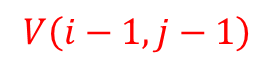 V(i − 1, j − 1)